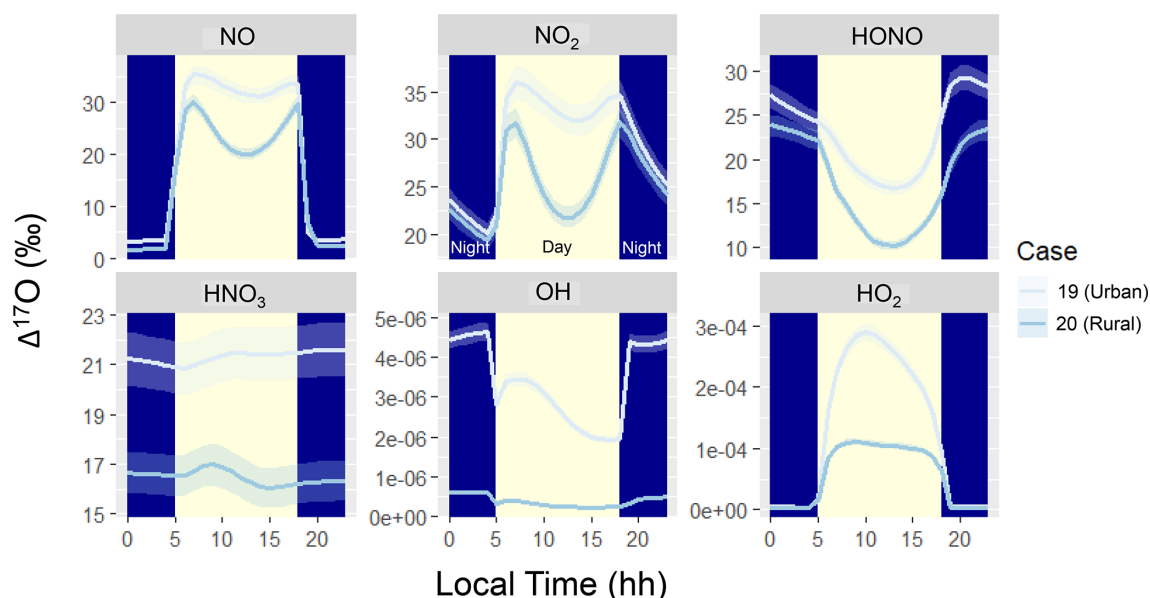 NO
NO₂
HONO
30
20
10
0
35
30
25
20
Night
Day
Night
30
25
20
15
10
Δ¹⁷O (‰)
Case
19 (Urban)
20 (Rural)
HNO₃
OH
HO₂
23
21
19
17
15
5e-06
4e-06
3e-06
2e-06
1e-06
0e+00
3e-04
2e-04
1e-04
0e+00
0 5 10 15 20
0 5 10 15 20
0 5 10 15 20
Local Time (hh)